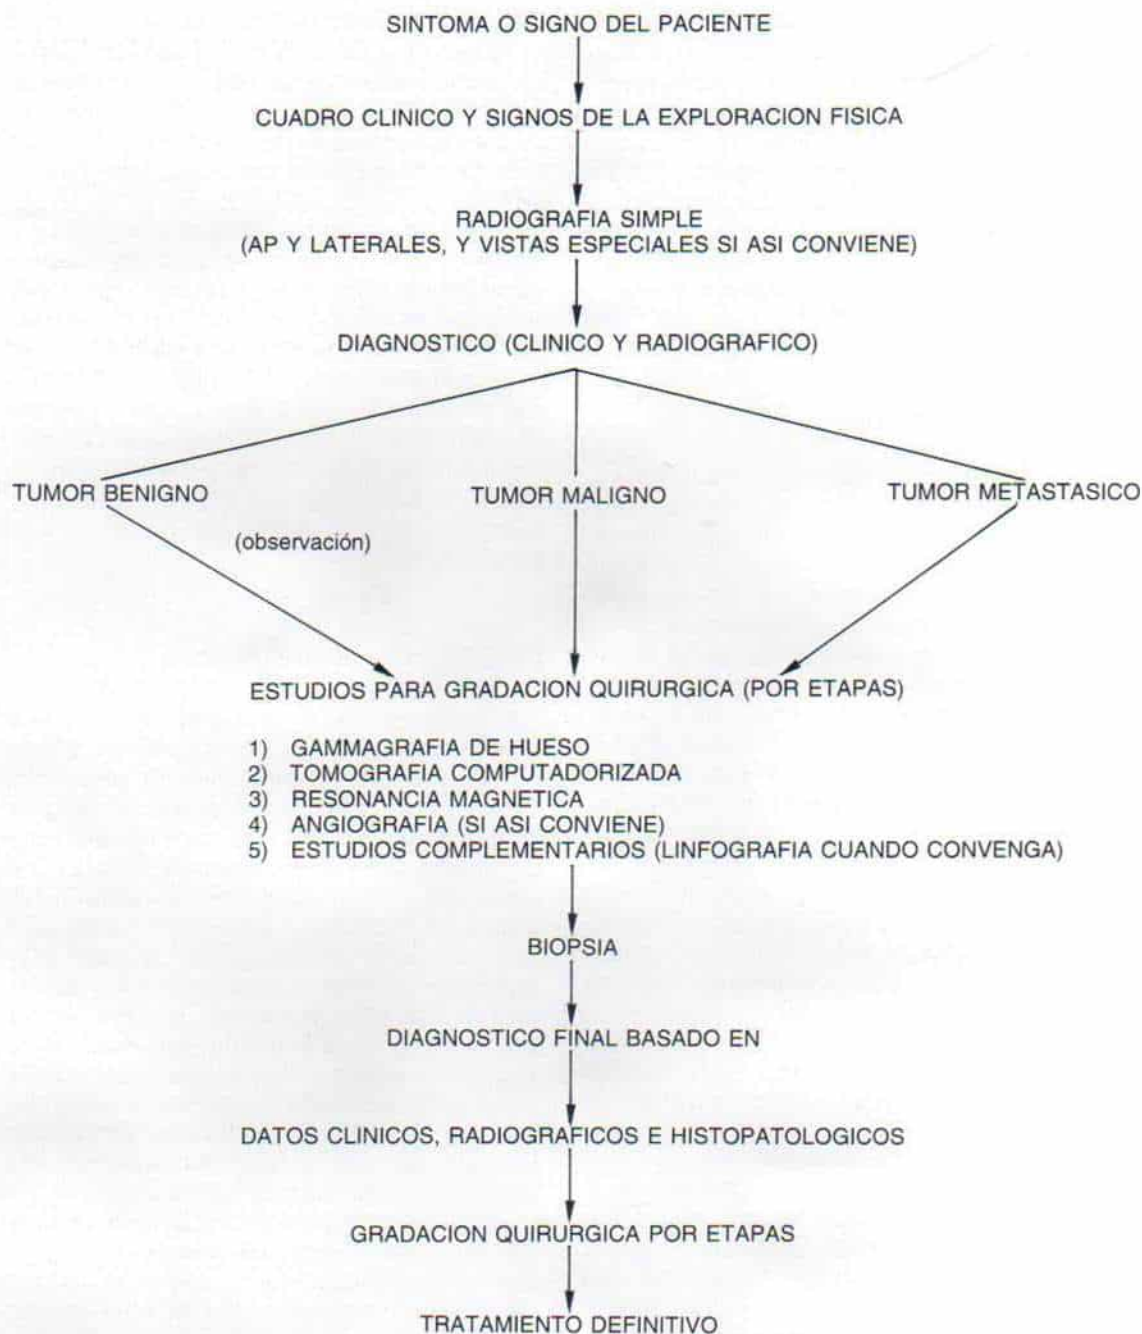 SINTOMA O SIGNO DEL PACIENTE
CUADRO CLINICO Y SIGNOS DE LA EXPLORACION FISICA
RADIOGRAFIA SIMPLE
(AP Y LATERALES, Y VISTAS ESPECIALES SI ASI CONVIENE)
DIAGNOSTICO (CLINICO Y RADIOGRAFICO)
TUMOR BENIGNO
TUMOR MALIGNO
TUMOR METASTASICO
(observación)
ESTUDIOS PARA GRADACION QUIRURGICA (POR ETAPAS)
1) GAMMAGRAFIA DE HUESO
2) TOMOGRAFIA COMPUTADORIZADA
3) RESONANCIA MAGNETICA
4) ANGIOGRAFIA (SI ASI CONVIENE)
5) ESTUDIOS COMPLEMENTARIOS (LINFOGRAFIA CUANDO CONVENGA)
BIOPSIA
DIAGNOSTICO FINAL BASADO EN
DATOS CLINICOS, RADIOGRAFICOS E HISTOPATOLOGICOS
GRADACION QUIRURGICA POR ETAPAS
TRATAMIENTO DEFINITIVO